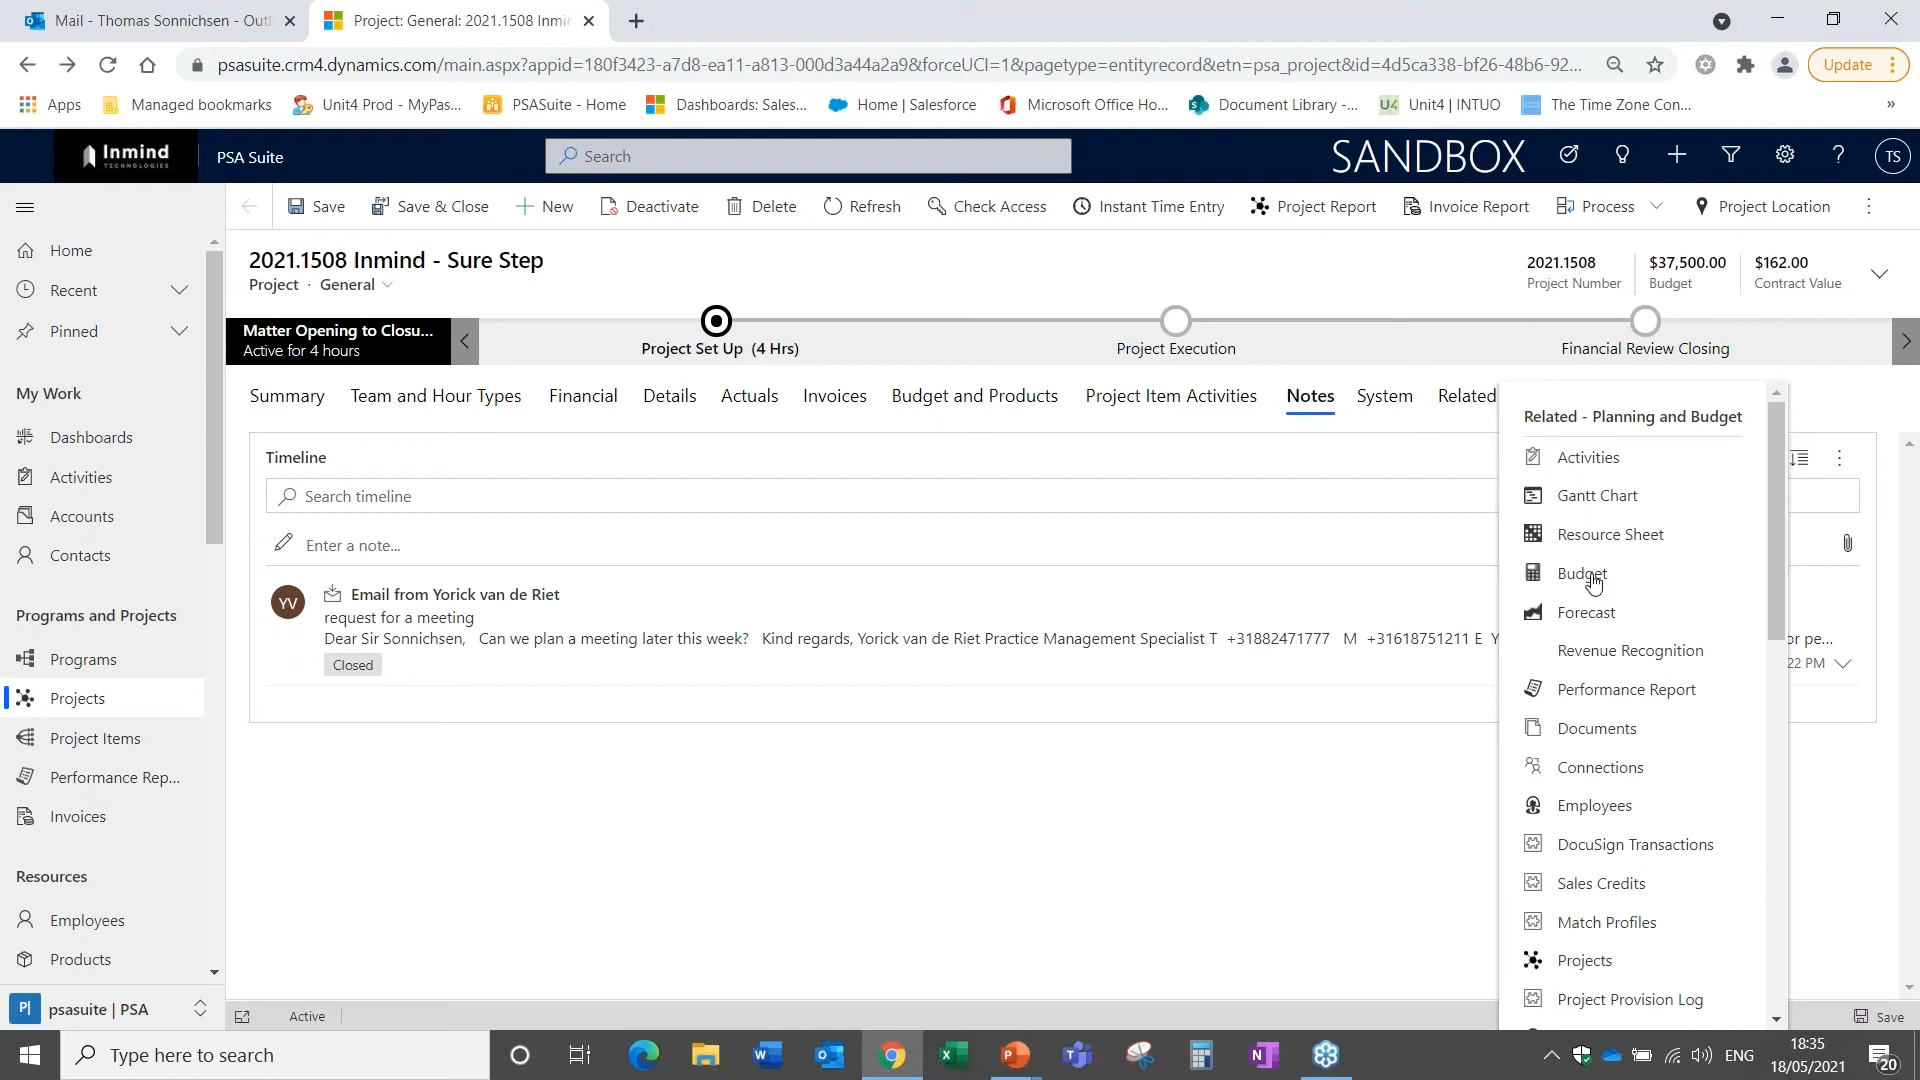 Mail - Thomas Sonnichsen - Outl
Project: General: 2021.1508 Inmin
psasuite.crm4.dynamics.com/main.aspx?appid=180f3423-a7d8-ea11-a813-000d3a44a2a9&forceUCI=1&pagetype=entityrecord&etn=psa_project&id=4d5ca338-bf26-48b6-92...
Update
Apps
Managed bookmarks
Unit4 Prod - MyPas...
PSASuite - Home
Dashboards: Sales...
Home | Salesforce
Microsoft Office Ho...
Document Library -...
U4 Unit4 | INTUO
The Time Zone Con...
»
Inmind
TECHNOLOGIES
PSA Suite
Search
SANDBOX
TS
Save
Save & Close
New
Deactivate
Delete
Refresh
Check Access
Instant Time Entry
Project Report
Invoice Report
Process
Project Location
Home
Recent
Pinned
My Work
Dashboards
Activities
Accounts
Contacts
Programs and Projects
Programs
Projects
Project Items
Performance Rep...
Invoices
Resources
Employees
Products
P| psasuite | PSA
2021.1508 Inmind - Sure Step
Project · General
2021.1508
Project Number
$37,500.00
Budget
$162.00
Contract Value
Matter Opening to Closu...
Active for 4 hours
Project Set Up (4 Hrs)
Project Execution
Financial Review Closing
Summary
Team and Hour Types
Financial
Details
Actuals
Invoices
Budget and Products
Project Item Activities
Notes
System
Related
Timeline
Search timeline
Enter a note...
YV
Email from Yorick van de Riet
request for a meeting
Dear Sir Sonnichsen, Can we plan a meeting later this week? Kind regards, Yorick van de Riet Practice Management Specialist T +31882471777 M +31618751211 E Y
or pe...
Closed
22 PM
Related - Planning and Budget
Activities
Gantt Chart
Resource Sheet
Budget
Forecast
Revenue Recognition
Performance Report
Documents
Connections
Employees
DocuSign Transactions
Sales Credits
Match Profiles
Projects
Project Provision Log
Active
Save
Type here to search
ENG
18:35
18/05/2021
20